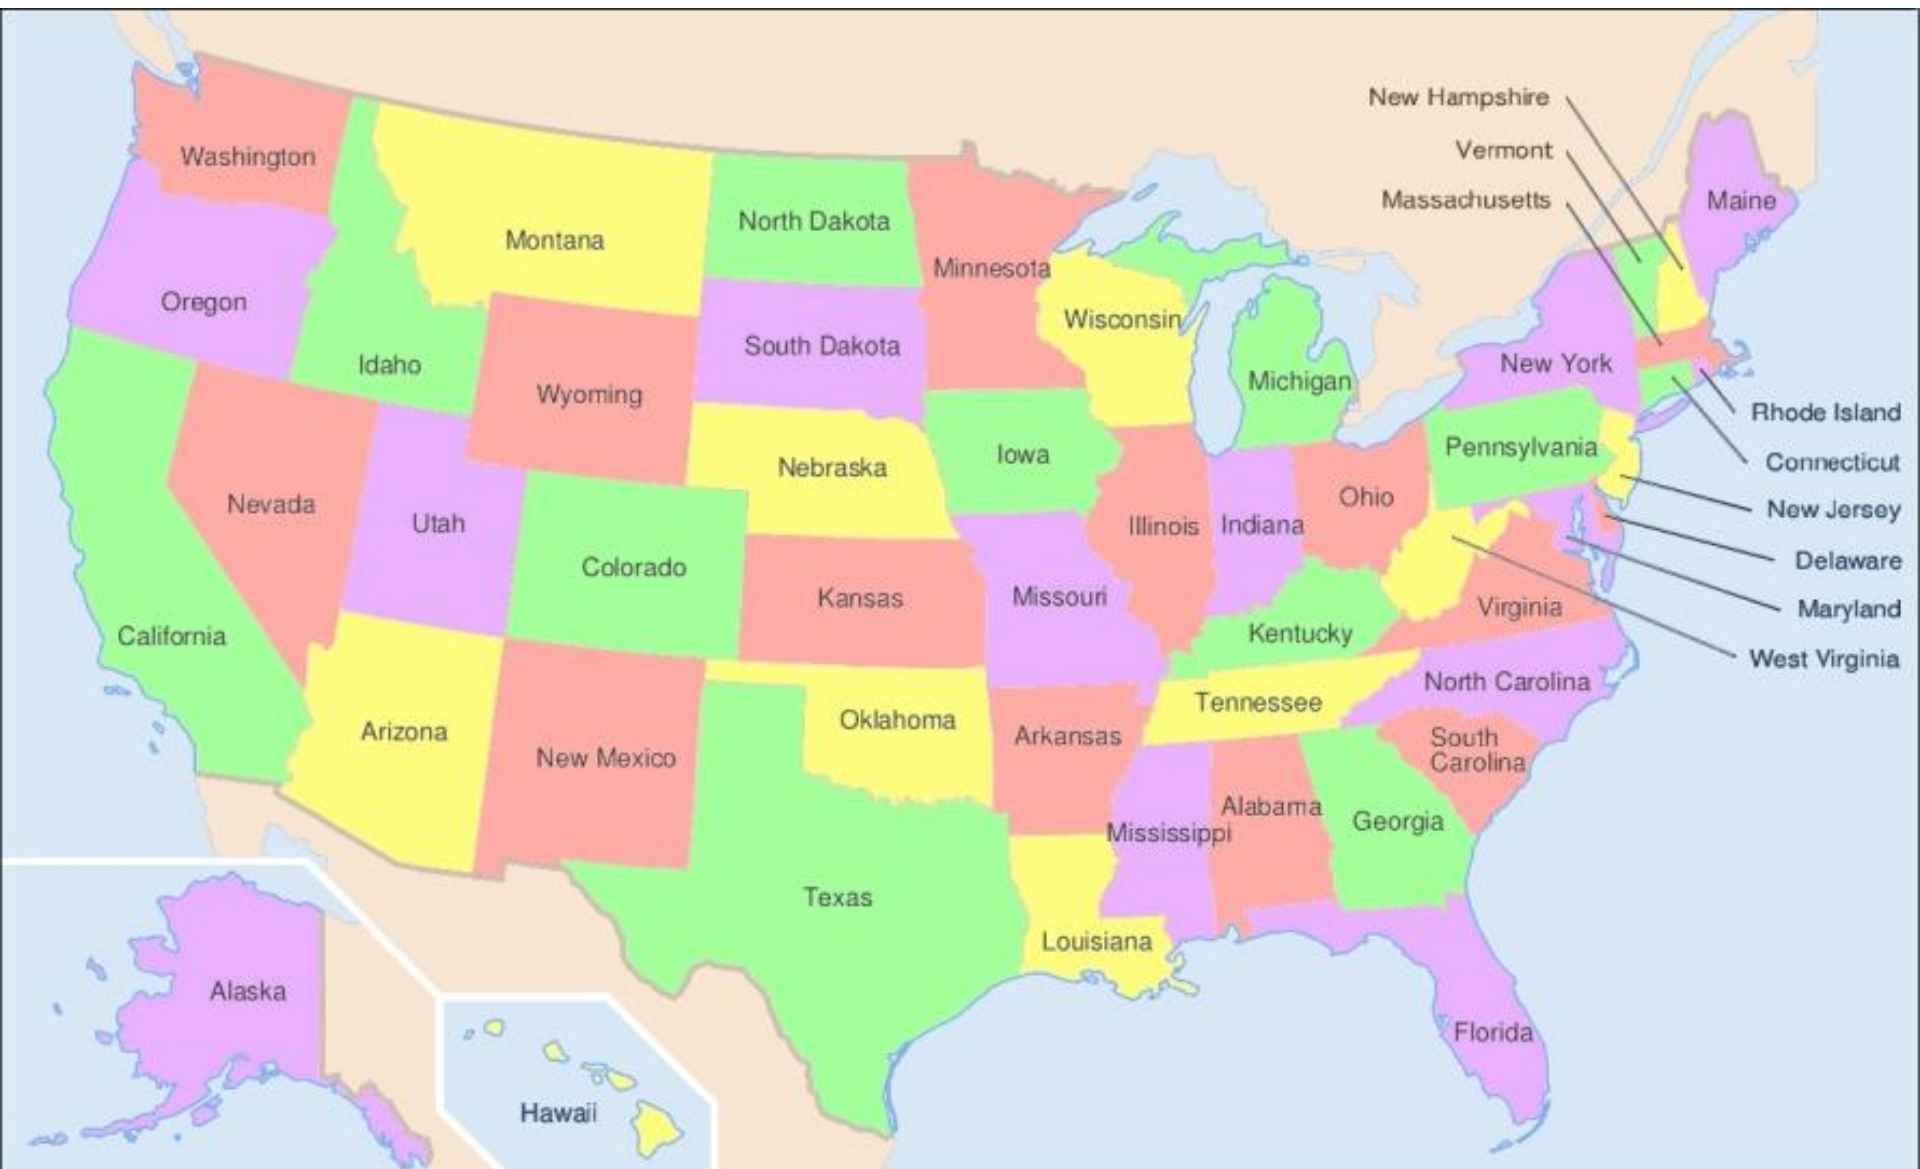 New Hampshire
Vermont
Massachusetts
Washington
Maine
Montana
North Dakota
Minnesota
Oregon
Idaho
Wyoming
South Dakota
Wisconsin
Michigan
New York
Rhode Island
Pennsylvania
Connecticut
Nebraska
Iowa
Nevada
Utah
Colorado
Illinois
Indiana
Ohio
New Jersey
Delaware
Kansas
Missouri
Kentucky
Virginia
Maryland
West Virginia
California
Arizona
New Mexico
Oklahoma
Arkansas
Tennessee
North Carolina
South
Carolina
Mississippi
Alabama
Georgia
Texas
Louisiana
Florida
Alaska
Hawaii